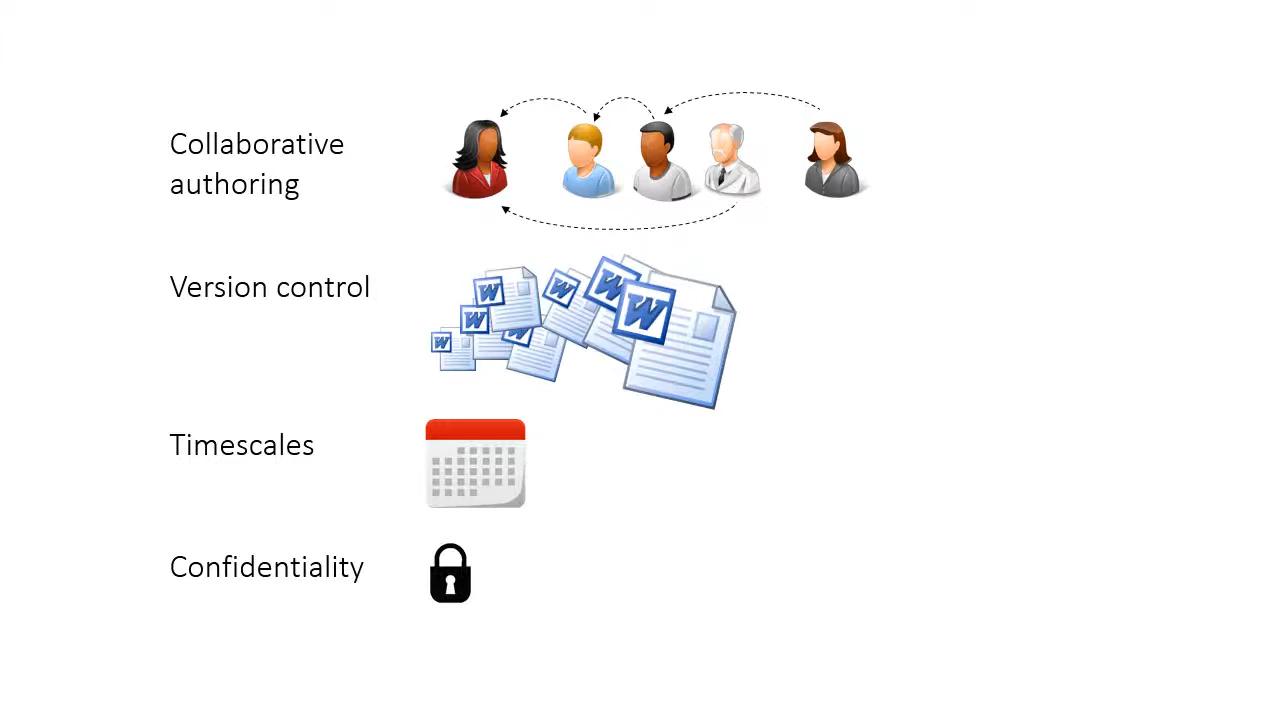 Collaborative
authoring
Version control
W
W
W
W
W
W
W
Timescales
Confidentiality